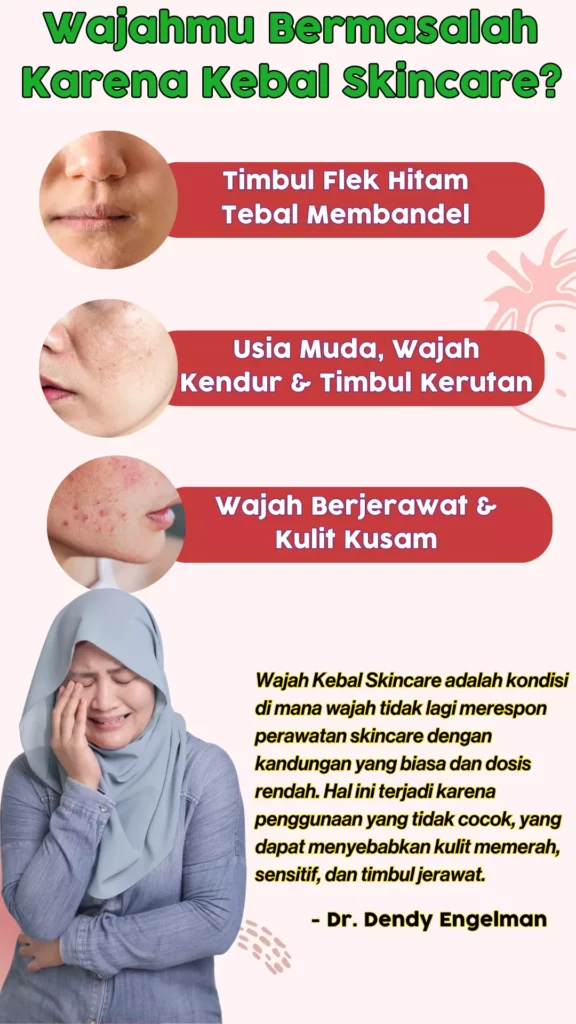 Wajahmu Bermasalah
Karena Kebal Skincare?
Timbul Flek Hitam
Tebal Membandel
Usia Muda, Wajah
Kendur & Timbul Kerutan
Wajah Berjerawat &
Kulit Kusam
Wajah Kebal Skincare adalah kondisi
di mana wajah tidak lagi merespon
perawatan skincare dengan
kandungan yang biasa dan dosis
rendah. Hal ini terjadi karena
penggunaan yang tidak cocok, yang
dapat menyebabkan kulit memerah,
sensitif, dan timbul jerawat.
- Dr. Dendy Engelman